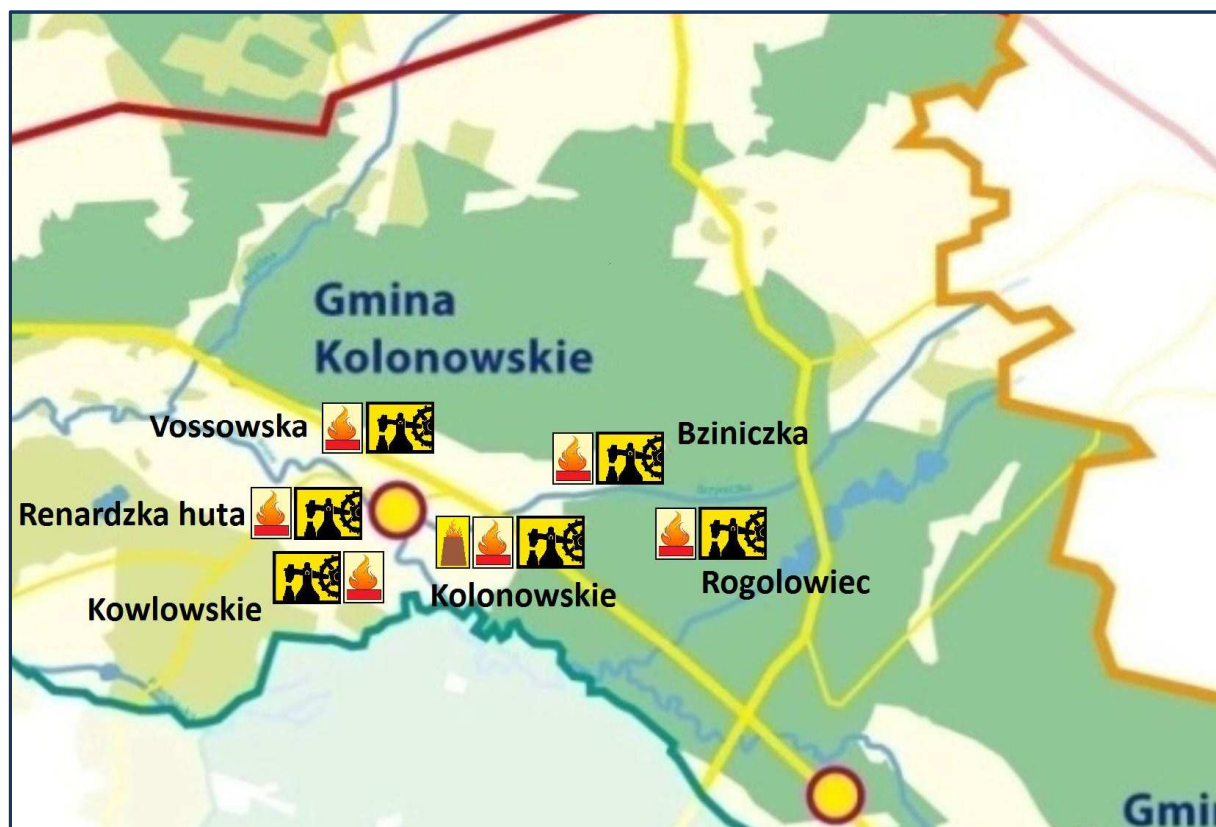 Gmina
Kolonowskie
Vossowska
Bziniczka
Renardzka huta
Rogolowiec
Kowlowskie
Kolonowskie
Gmi